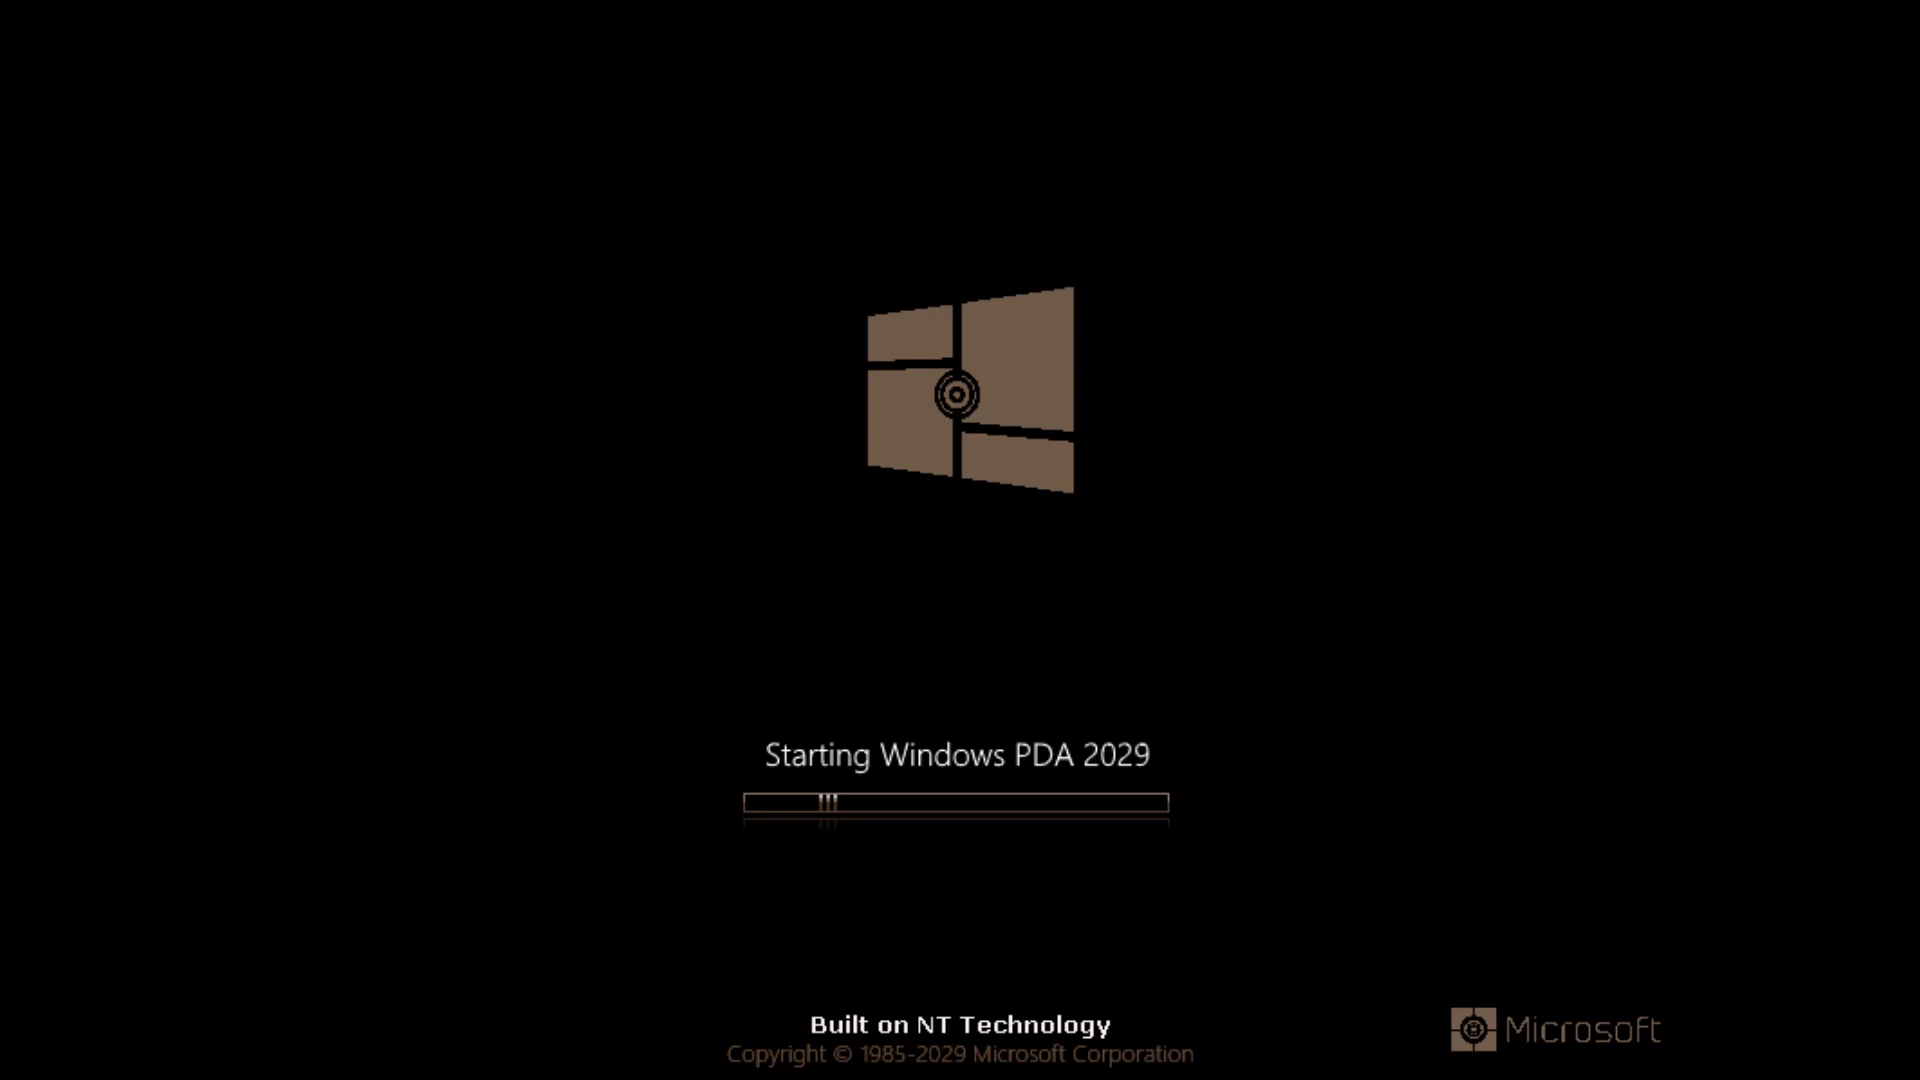 Starting Windows PDA 2029
Built on NT Technology
Copyright © 1985-2029 Microsoft Corporation
Microsoft